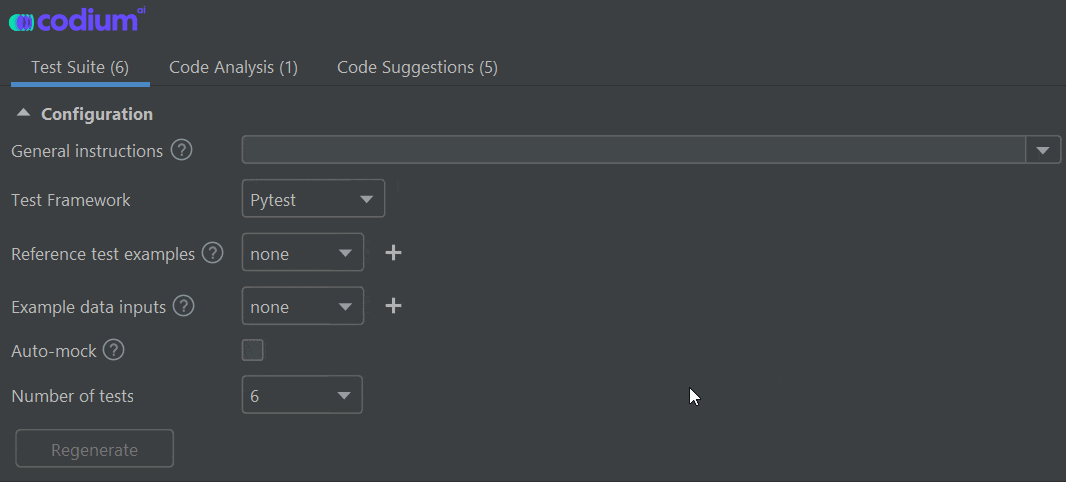 codium ai
Test Suite (6) Code Analysis (1) Code Suggestions (5)
Configuration
General instructions ?
Test Framework Pytest
Reference test examples ? none +
Example data inputs ? none +
Auto-mock ?
Number of tests 6
Regenerate